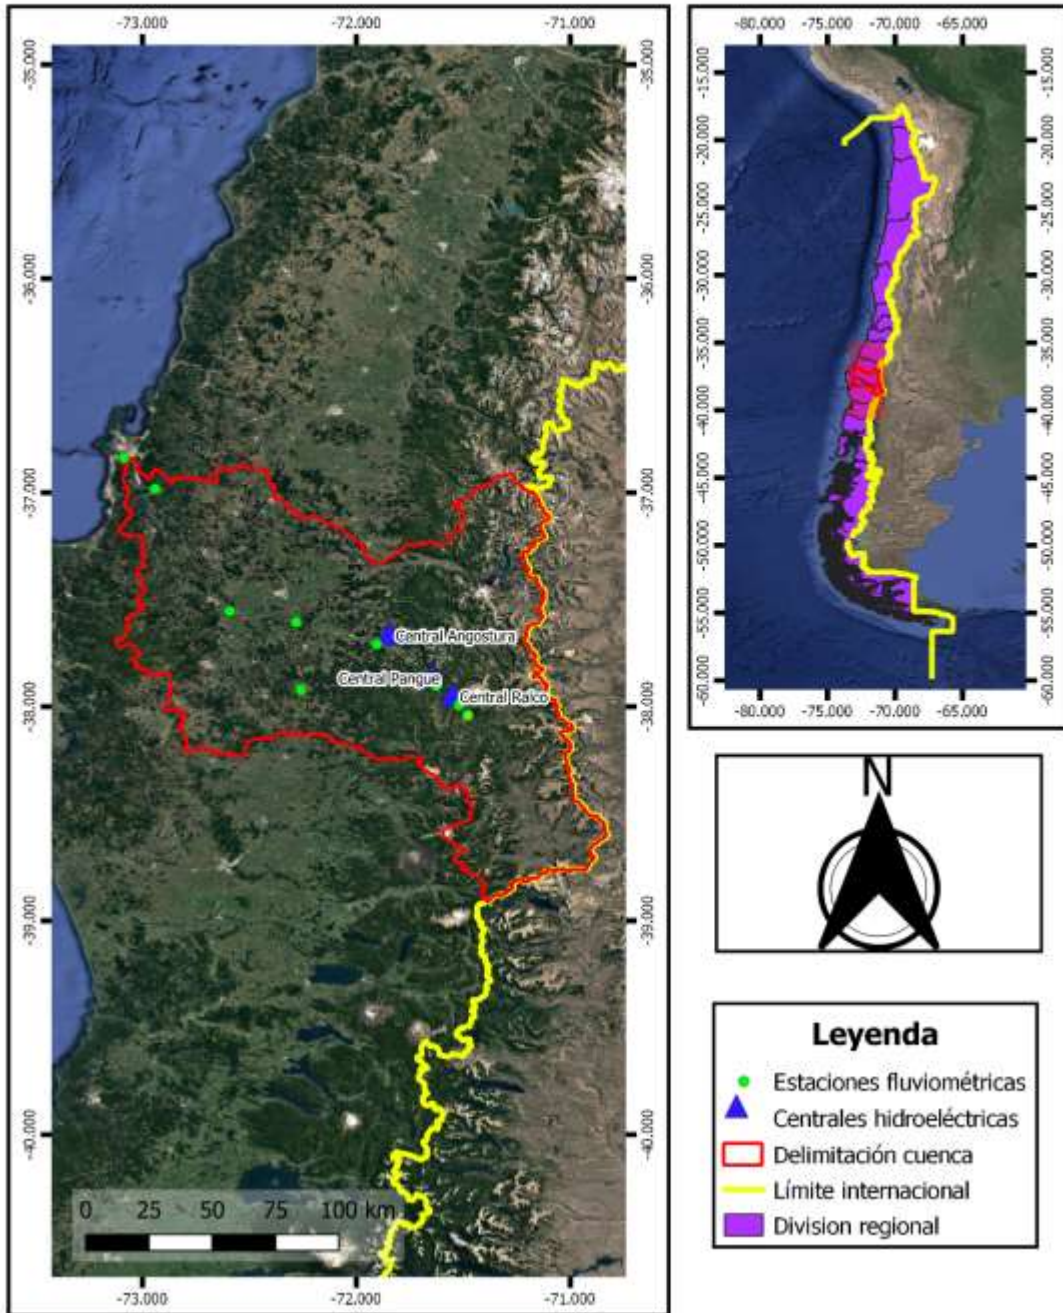 -73.000 -72.000 -71.000
-35.000 -35.000
-36.000 -36.000
-37.000 -37.000
Central Angostura
Central Pangue
Central Ralco
-38.000 -38.000
-39.000 -39.000
-40.000 -40.000
0 25 50 75 100 km
-73.000 -72.000 -71.000
-80.000 -75.000 -70.000 -65.000
-15.000 -15.000
-20.000 -20.000
-25.000 -25.000
-30.000 -30.000
-35.000 -35.000
-40.000 -40.000
-45.000 -45.000
-50.000 -50.000
-55.000 -55.000
-60.000 -60.000
-80.000 -75.000 -70.000 -65.000
N
Leyenda
Estaciones fluviométricas
Centrales hidroeléctricas
Delimitación cuenca
Límite internacional
Division regional